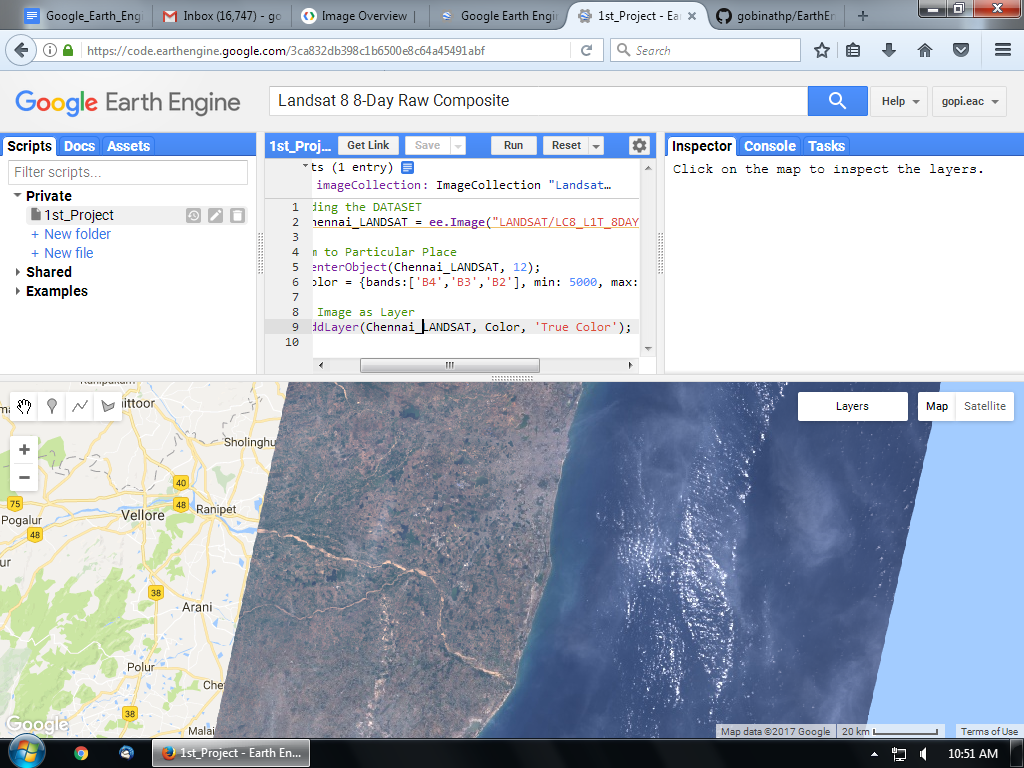 Google_Earth_Engi
Inbox (16,747) - go
Image Overview |
Google Earth Engin
1st_Project - Ear
gobinathp/EarthEn
https://code.earthengine.google.com/3ca832db398c1b6500e8c64a45491abf
Search
Google Earth Engine
Landsat 8 8-Day Raw Composite
Help
gopi.eac
Scripts Docs Assets
Filter scripts...
Private
1st_Project
+ New folder
+ New file
Shared
Examples
1st_Proj... Get Link Save Run Reset
ts (1 entry)
imageCollection: ImageCollection "Landsat…
1 ding the DATASET
2 hennai_LANDSAT = ee.Image("LANDSAT/LC8_L1T_8DAY
3
4 m to Particular Place
5 enterObject(Chennai_LANDSAT, 12);
6 olor = {bands:['B4','B3','B2'], min: 5000, max:
7
8 Image as Layer
9 ddLayer(Chennai_LANDSAT, Color, 'True Color');
10
Inspector Console Tasks
Click on the map to inspect the layers.
Layers
Map Satellite
ittoor
Sholinghu
40
48
75
Pogalur
Vellore
Ranipet
48
38
Arani
Polur
Che
38
Malai
Google
Map data ©2017 Google
20 km
Terms of Use
1st_Project - Earth En...
10:51 AM